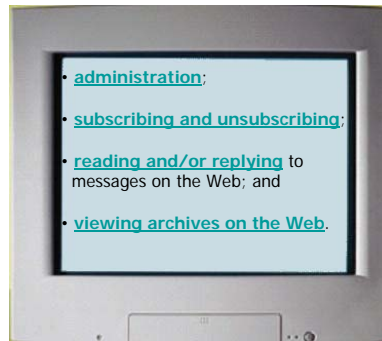 • administration;
• subscribing and unsubscribing;
• reading and/or replying to
messages on the Web; and
• viewing archives on the Web.